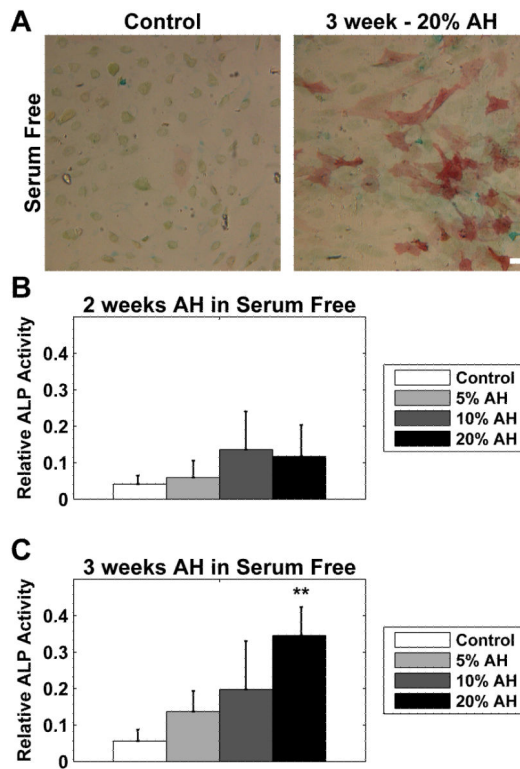 A
Control
3 week - 20% AH
Serum Free
B
2 weeks AH in Serum Free
Relative ALP Activity
0.4
0.3
0.2
0.1
0
Control
5% AH
10% AH
20% AH
C
3 weeks AH in Serum Free
Relative ALP Activity
0.4
0.3
0.2
0.1
0
**
Control
5% AH
10% AH
20% AH